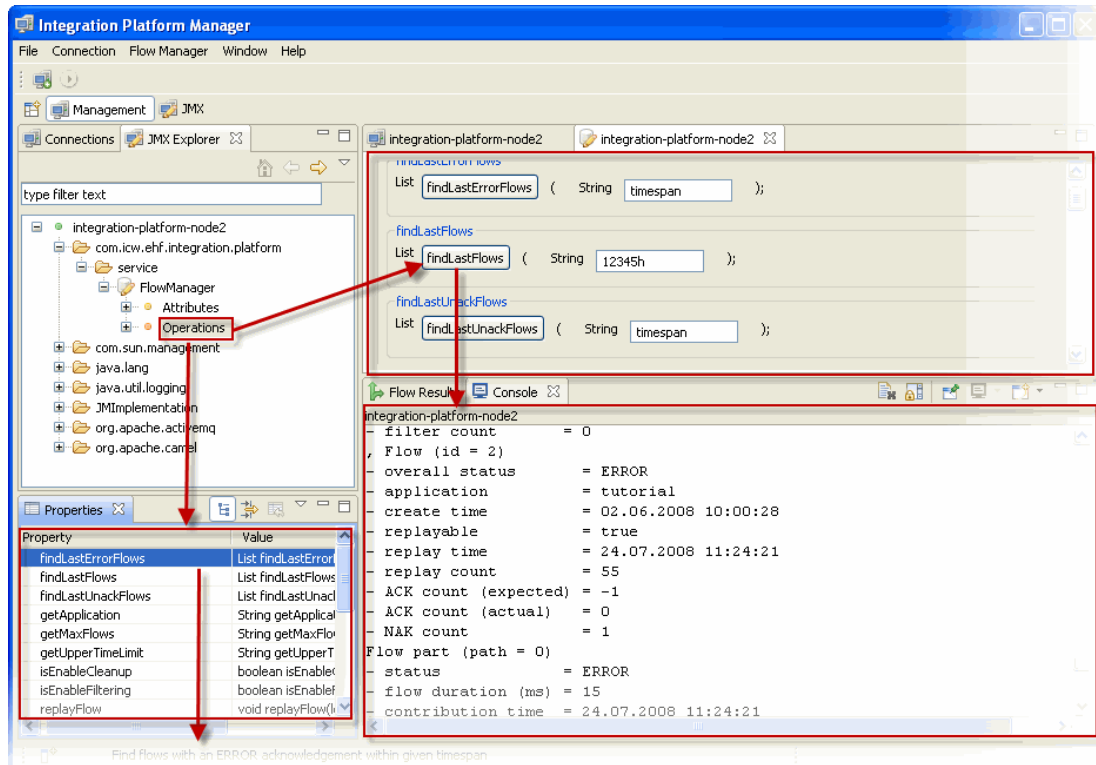 Integration Platform Manager
File Connection Flow Manager Window Help
Management JMX
Connections JMX Explorer
type filter text
integration-platform-node2
com.icw.ehf.integration.platform
service
FlowManager
Attributes
Operations
com.sun.management
java.lang
java.util.logging
JMImplementation
org.apache.activemq
org.apache.camel
Properties
Property Value
findLastErrorFlows List findLastErrorl
findLastFlows List findLastFlows
findLastUnackFlows List findLastUnacl
getApplication String getApplicat
getMaxFlows String getMaxFlo
getUpperTimeLimit String getUpperT
isEnableCleanup boolean isEnable
isEnableFiltering boolean isEnableF
replayFlow void replayFlow(l
Find flows with an ERROR acknowledgement within given timespan
integration-platform-node2 integration-platform-node2
findLastErrorFlows
List findLastErrorFlows ( String timespan );
findLastFlows
List findLastFlows ( String 12345h );
findLastUnackFlows
List findLastUnackFlows ( String timespan );
Flow Result Console
integration-platform-node2
- filter count = 0
, Flow (id = 2)
- overall status = ERROR
- application = tutorial
- create time = 02.06.2008 10:00:28
- replayable = true
- replay time = 24.07.2008 11:24:21
- replay count = 55
- ACK count (expected) = -1
- ACK count (actual) = 0
- NAK count = 1
Flow part (path = 0)
- status = ERROR
- flow duration (ms) = 15
- contribution time = 24.07.2008 11:24:21